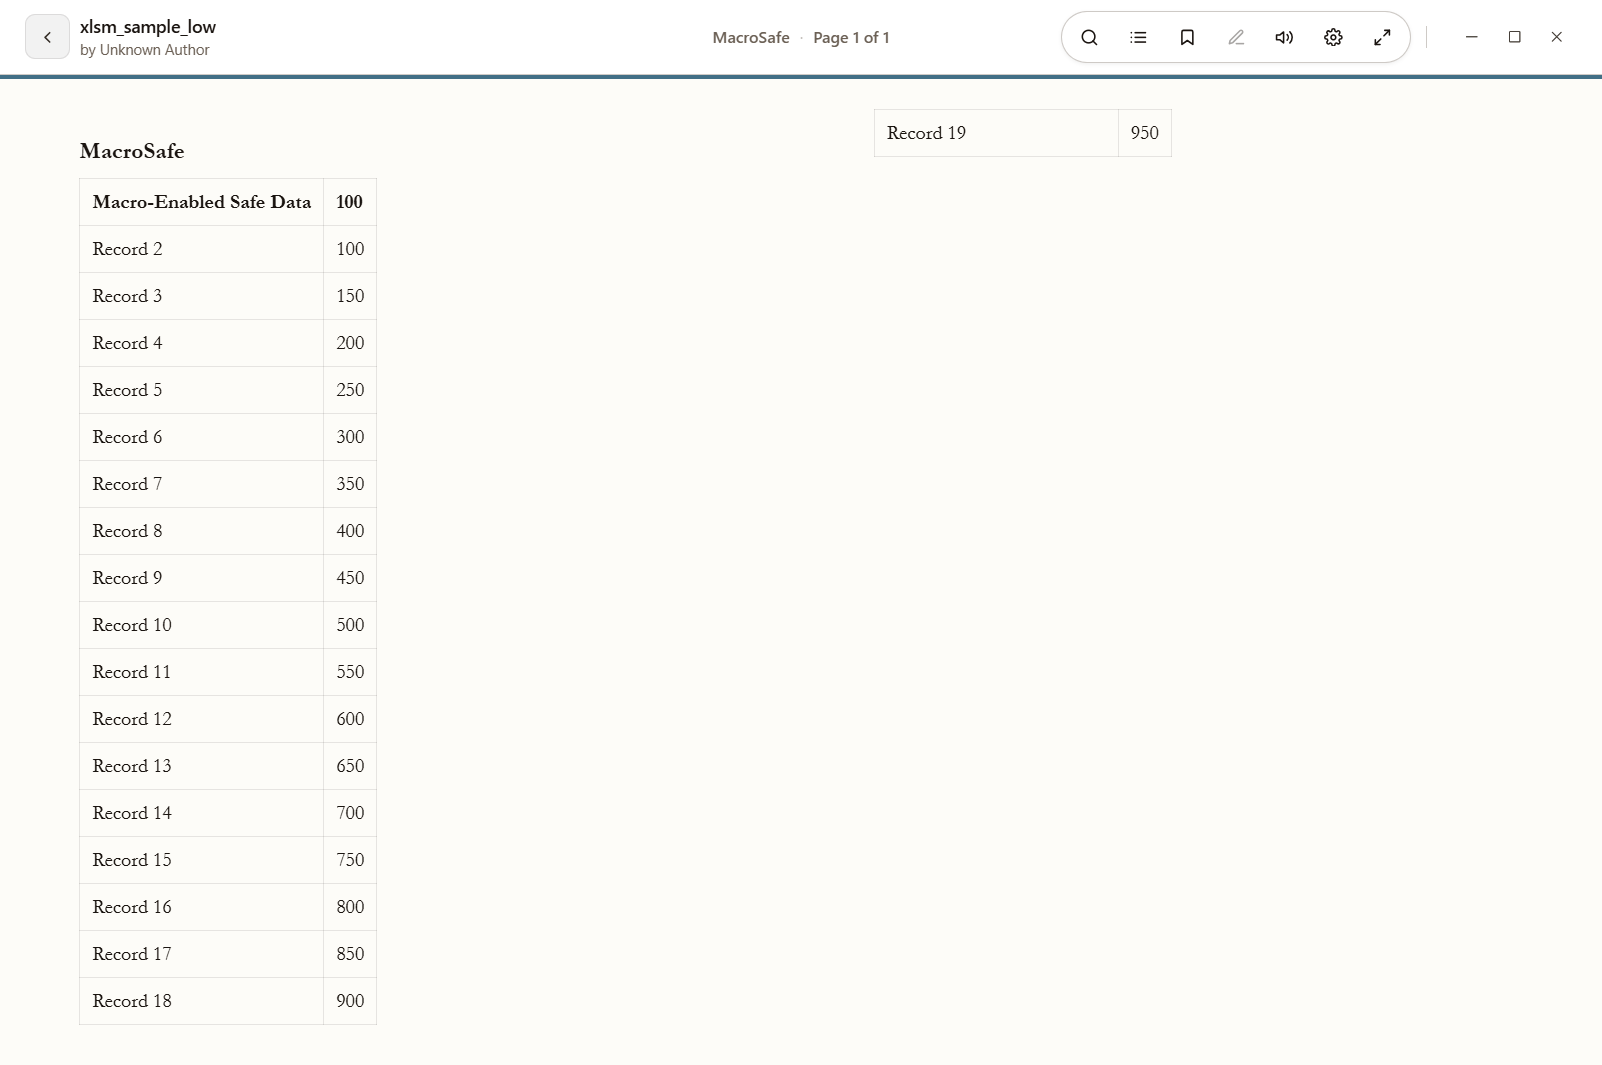 xlsm_sample_low
by Unknown Author
MacroSafe · Page 1 of 1
MacroSafe
Macro-Enabled Safe Data 100
Record 2 100
Record 3 150
Record 4 200
Record 5 250
Record 6 300
Record 7 350
Record 8 400
Record 9 450
Record 10 500
Record 11 550
Record 12 600
Record 13 650
Record 14 700
Record 15 750
Record 16 800
Record 17 850
Record 18 900
Record 19 950